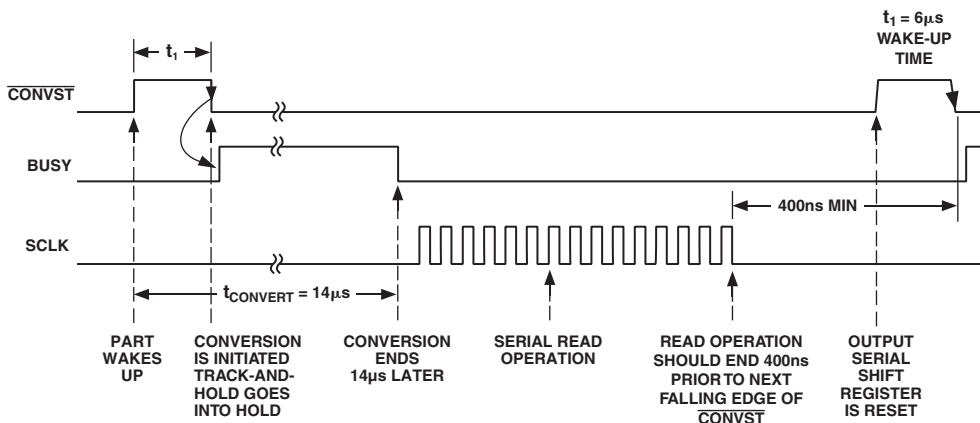 t1 = 6μs
WAKE-UP
TIME
t1
CONVST
BUSY
400ns MIN
SCLK
tCONVERT = 14μs
PART
WAKES
UP
CONVERSION
IS INITIATED
TRACK-AND-
HOLD GOES
INTO HOLD
CONVERSION
ENDS
14μs LATER
SERIAL READ
OPERATION
READ OPERATION
SHOULD END 400ns
PRIOR TO NEXT
FALLING EDGE OF
CONVST
OUTPUT
SERIAL
SHIFT
REGISTER
IS RESET